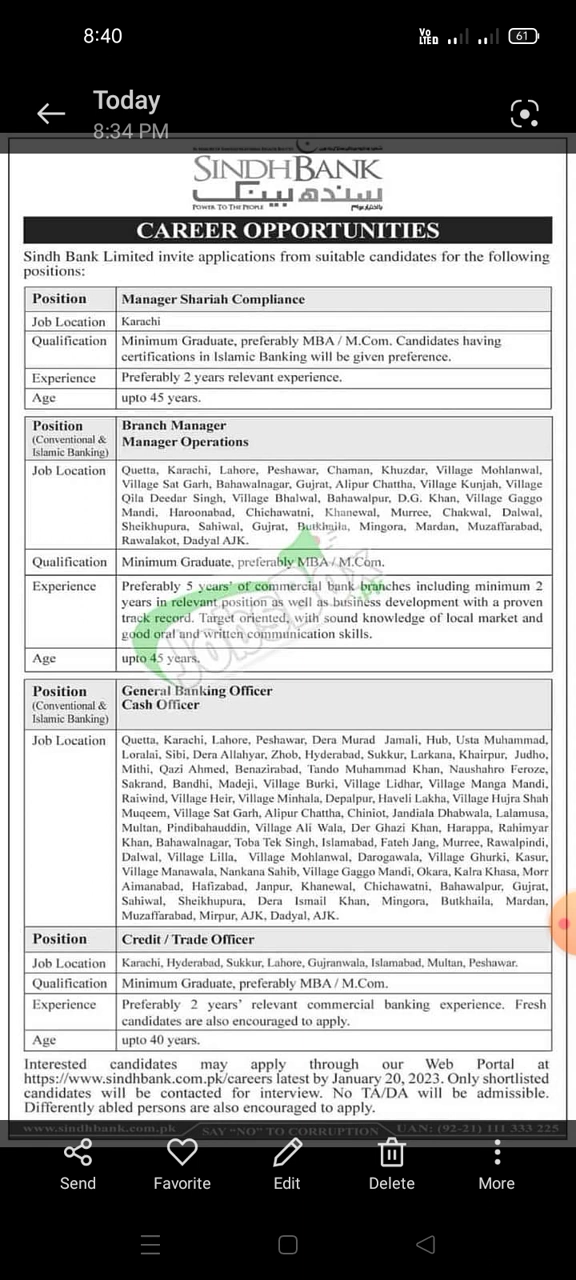 8:40
Vo
LTED
61
Today
8:34 PM
SINDHBANK
سندھ بینک
POWER TO THE PEOPLE
CAREER OPPORTUNITIES
Sindh Bank Limited invite applications from suitable candidates for the following
positions:
Position Manager Shariah Compliance
Job Location Karachi
Qualification Minimum Graduate, preferably MBA / M.Com. Candidates having
certifications in Islamic Banking will be given preference.
Experience Preferably 2 years relevant experience.
Age upto 45 years.
Position Branch Manager
(Conventional & Manager Operations
Islamic Banking)
Job Location Quetta, Karachi, Lahore, Peshawar, Chaman, Khuzdar, Village Mohlanwal,
Village Sat Garh, Bahawalnagar, Gujrat, Alipur Chattha, Village Kunjah, Village
Qila Deedar Singh, Village Bhalwal, Bahawalpur, D.G. Khan, Village Gaggo
Mandi, Haroonabad, Chichawatni, Khanewal, Murree, Chakwal, Dalwal,
Sheikhupura, Sahiwal, Gujrat, Butkhaila, Mingora, Mardan, Muzaffarabad,
Rawalakot, Dadyal AJK.
Qualification Minimum Graduate, preferably MBA / M.Com.
Experience Preferably 5 years' of commercial bank branches including minimum 2
years in relevant position as well as business development with a proven
track record. Target oriented, with sound knowledge of local market and
good oral and written communication skills.
Age upto 45 years.
Position General Banking Officer
(Conventional & Cash Officer
Islamic Banking)
Job Location Quetta, Karachi, Lahore, Peshawar, Dera Murad Jamali, Hub, Usta Muhammad,
Loralai, Sibi, Dera Allahyar, Zhob, Hyderabad, Sukkur, Larkana, Khairpur, Judho,
Mithi, Qazi Ahmed, Benazirabad, Tando Muhammad Khan, Naushahro Feroze,
Sakrand, Bandhi, Madeji, Village Burki, Village Lidhar, Village Manga Mandi,
Raiwind, Village Heir, Village Minhala, Depalpur, Haveli Lakha, Village Hujra Shah
Muqeem, Village Sat Garh, Alipur Chattha, Chiniot, Jandiala Dhabwala, Lalamusa,
Multan, Pindibahauddin, Village Ali Wala, Der Ghazi Khan, Harappa, Rahimyar
Khan, Bahawalnagar, Toba Tek Singh, Islamabad, Fateh Jang, Murree, Rawalpindi,
Dalwal, Village Lilla, Village Mohlanwal, Darogawala, Village Ghurki, Kasur,
Village Manawala, Nankana Sahib, Village Gaggo Mandi, Okara, Kalra Khasa, Morr
Aimanabad, Hafizabad, Janpur, Khanewal, Chichawatni, Bahawalpur, Gujrat,
Sahiwal, Sheikhupura, Dera Ismail Khan, Mingora, Butkhaila, Mardan,
Muzaffarabad, Mirpur, AJK, Dadyal, AJK.
Position Credit / Trade Officer
Job Location Karachi, Hyderabad, Sukkur, Lahore, Gujranwala, Islamabad, Multan, Peshawar.
Qualification Minimum Graduate, preferably MBA / M.Com.
Experience Preferably 2 years' relevant commercial banking experience. Fresh
candidates are also encouraged to apply.
Age upto 40 years.
Interested candidates may apply through our Web Portal at
https://www.sindhbank.com.pk/careers latest by January 20, 2023. Only shortlisted
candidates will be contacted for interview. No TA/DA will be admissible.
Differently abled persons are also encouraged to apply.
www.sindhbank.com.pk SAY "NO" TO CORRUPTION UAN: (92-21) 111 333 225
Send Favorite Edit Delete More